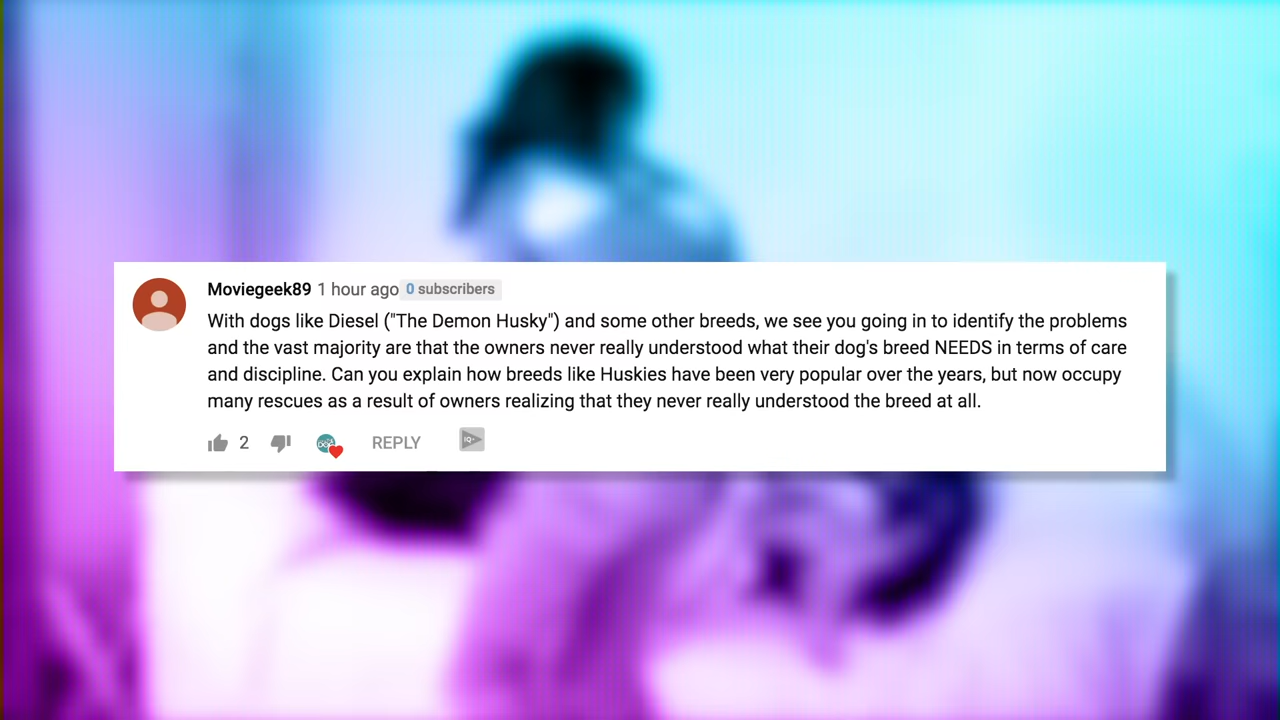 Moviegeek89 1 hour ago 0 subscribers
With dogs like Diesel ("The Demon Husky") and some other breeds, we see you going in to identify the problems
and the vast majority are that the owners never really understood what their dog's breed NEEDS in terms of care
and discipline. Can you explain how breeds like Huskies have been very popular over the years, but now occupy
many rescues as a result of owners realizing that they never really understood the breed at all.
2 REPLY